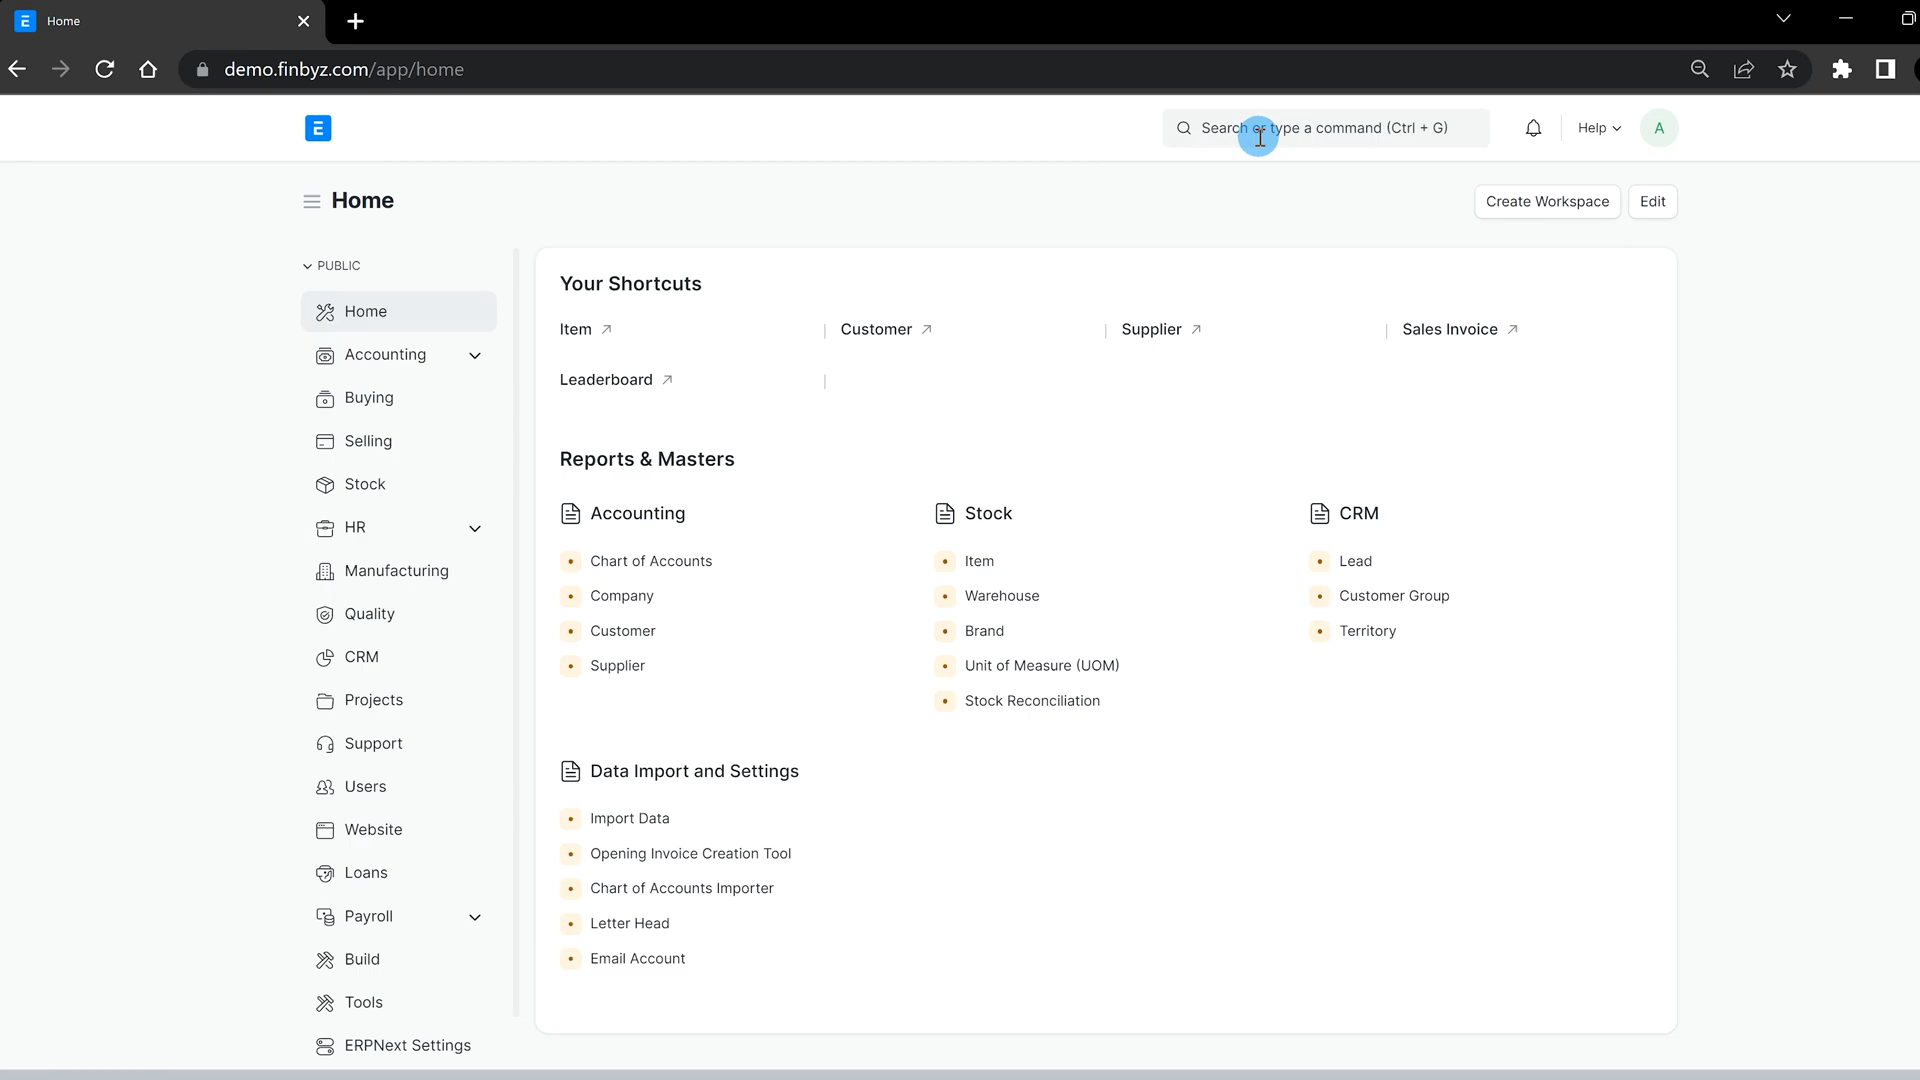 E Home
demo.finbyz.com/app/home
E
Search or type a command (Ctrl + G)
Help
A
Home
Create Workspace
Edit
PUBLIC
Home
Accounting
Buying
Selling
Stock
HR
Manufacturing
Quality
CRM
Projects
Support
Users
Website
Loans
Payroll
Build
Tools
ERPNext Settings
Your Shortcuts
Item
Customer
Supplier
Sales Invoice
Leaderboard
Reports & Masters
Accounting
Chart of Accounts
Company
Customer
Supplier
Stock
Item
Warehouse
Brand
Unit of Measure (UOM)
Stock Reconciliation
CRM
Lead
Customer Group
Territory
Data Import and Settings
Import Data
Opening Invoice Creation Tool
Chart of Accounts Importer
Letter Head
Email Account